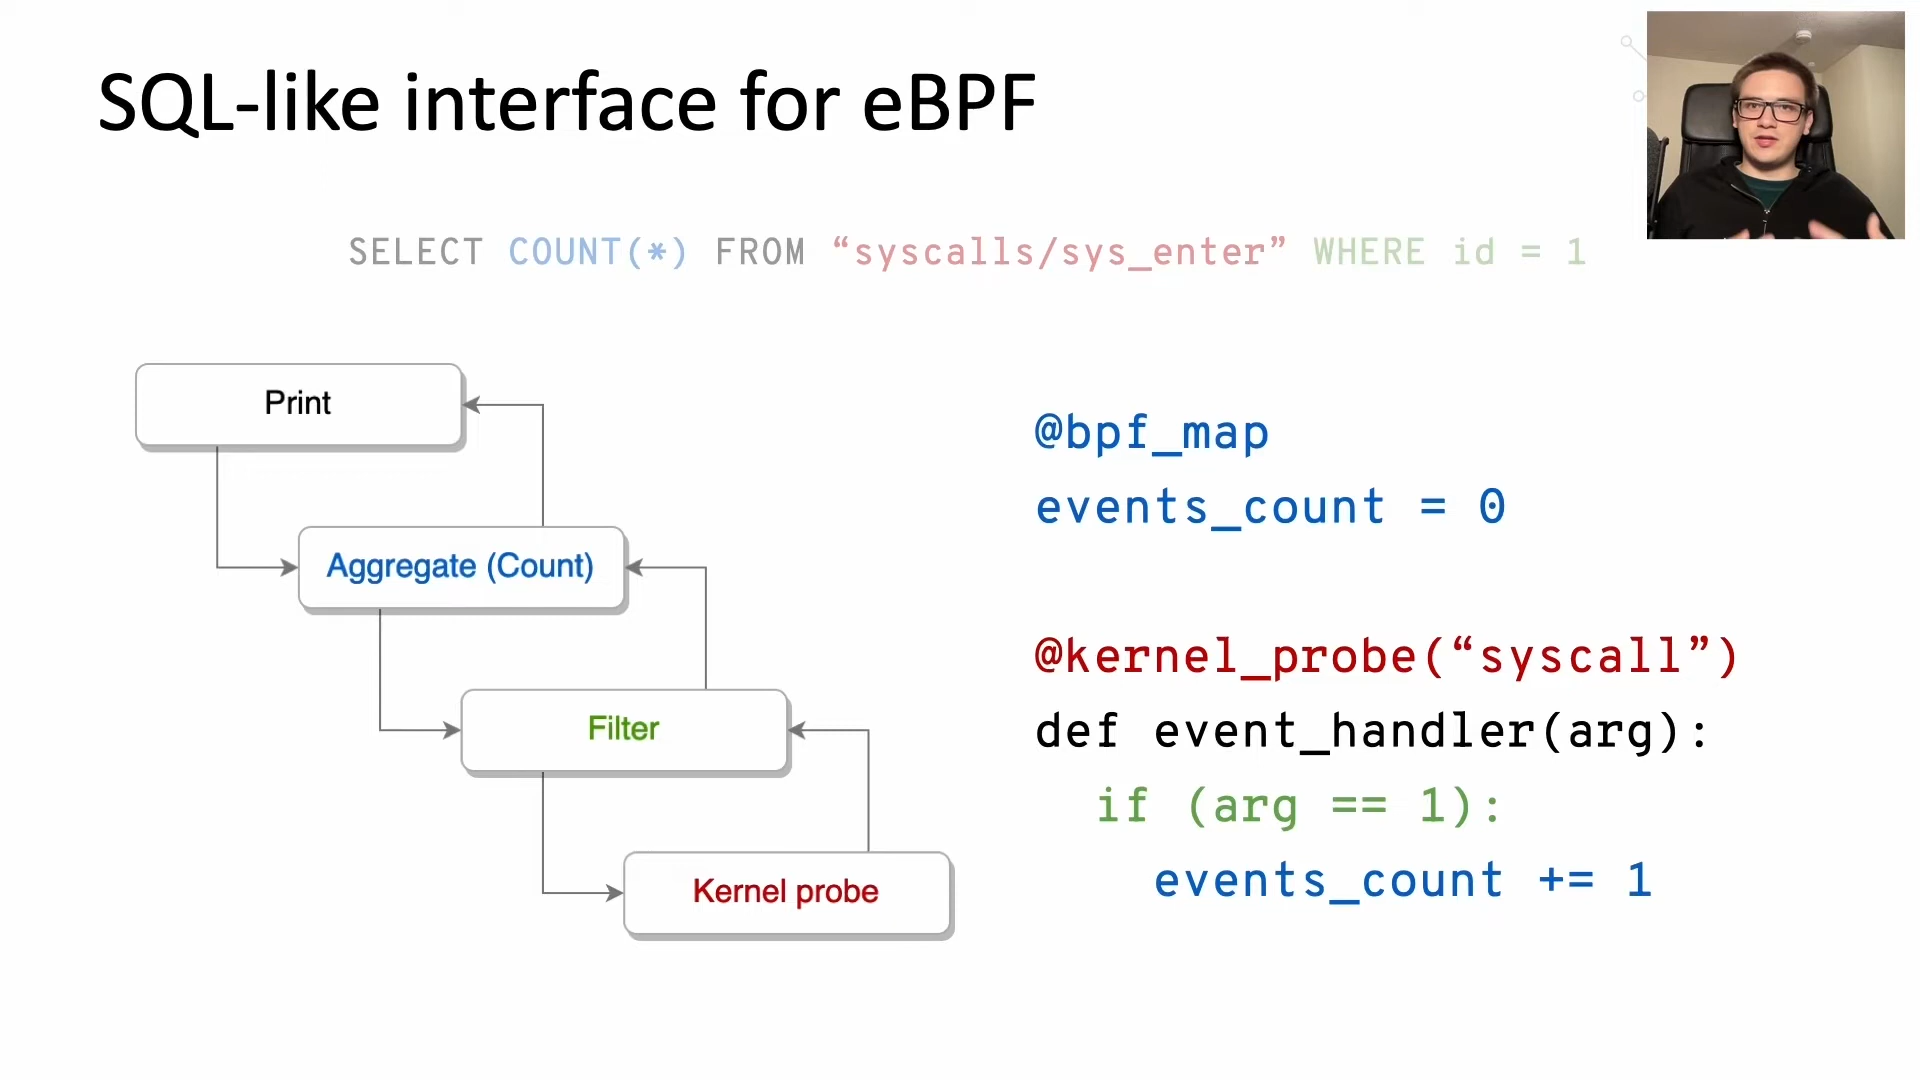 SQL-like interface for eBPF
SELECT COUNT(*) FROM “syscalls/sys_enter” WHERE id = 1
Print
Aggregate (Count)
Filter
Kernel probe
@bpf_map
events_count = 0
@kernel_probe(“syscall”)
def event_handler(arg):
if (arg == 1):
events_count += 1